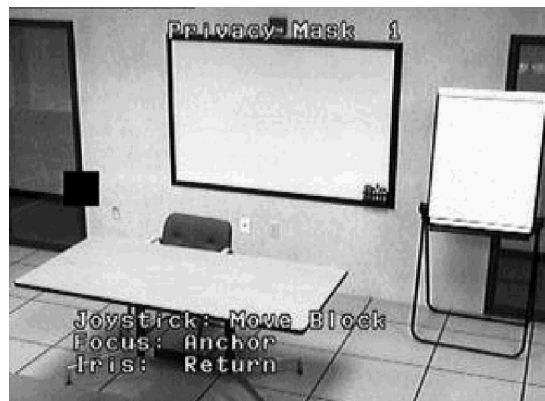 Privacy Mask 1
Joystick: Move Block
Focus: Anchor
Iris: Return